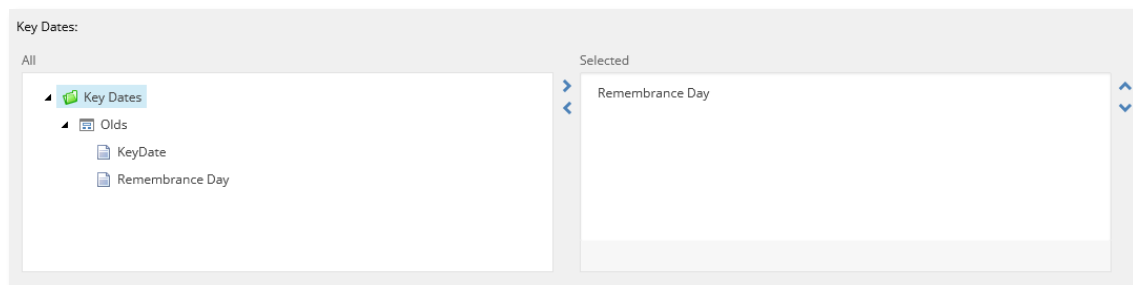 Key Dates:
All
Key Dates
Olds
KeyDate
Remembrance Day
Selected
Remembrance Day